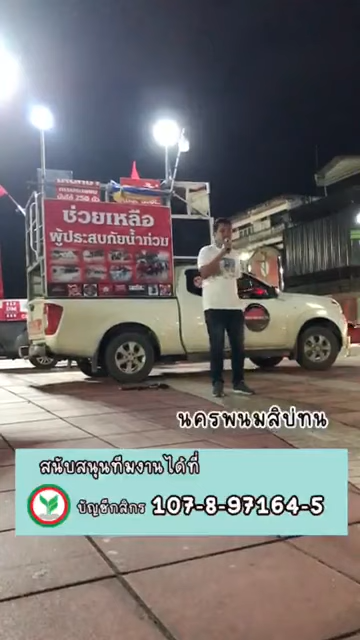 ช่วยเหลือ
ผู้ประสบภัยน้ำท่วม
นครพนมสิปทน
สนับสนุนทีมงานได้ที่
บัญชีกสิกร 107-8-97164-5